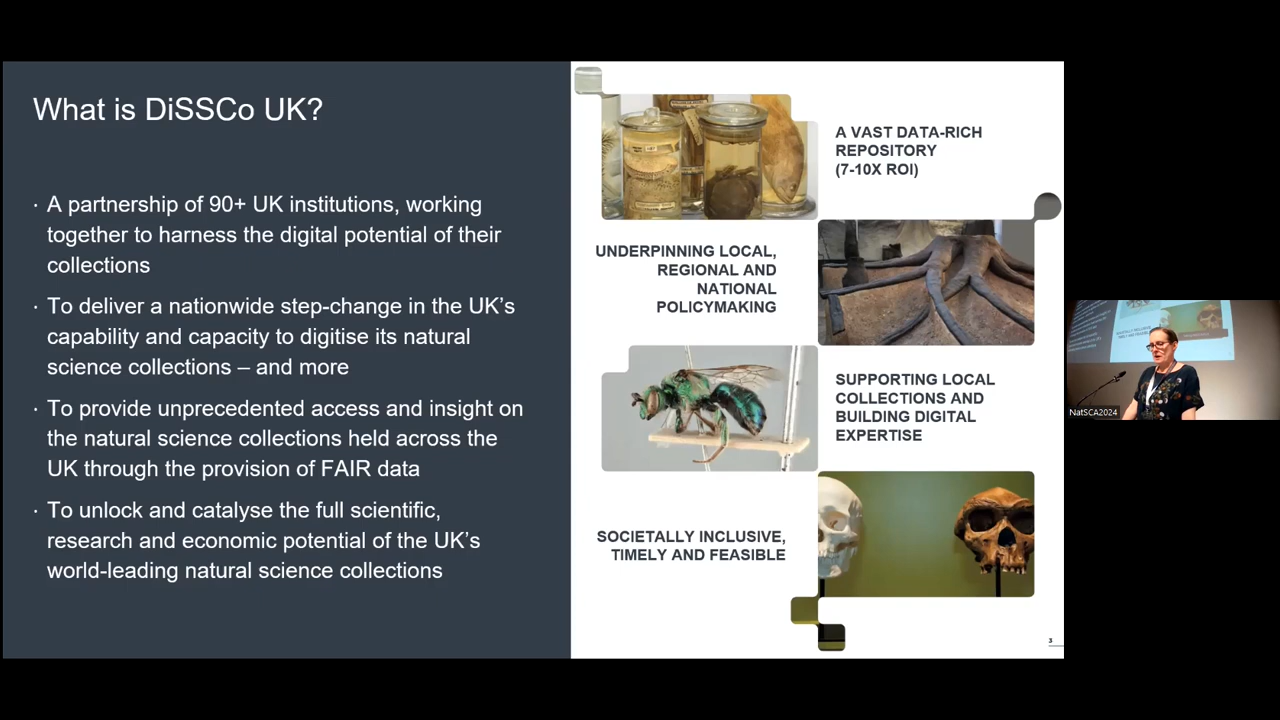 What is DiSSCo UK?
· A partnership of 90+ UK institutions, working
together to harness the digital potential of their
collections
· To deliver a nationwide step-change in the UK's
capability and capacity to digitise its natural
science collections – and more
· To provide unprecedented access and insight on
the natural science collections held across the
UK through the provision of FAIR data
· To unlock and catalyse the full scientific,
research and economic potential of the UK's
world-leading natural science collections
A VAST DATA-RICH
REPOSITORY
(7-10X ROI)
UNDERPINNING LOCAL,
REGIONAL AND
NATIONAL
POLICYMAKING
SUPPORTING LOCAL
COLLECTIONS AND
BUILDING DIGITAL
EXPERTISE
SOCIETALLY INCLUSIVE,
TIMELY AND FEASIBLE
3
NatSCA2024